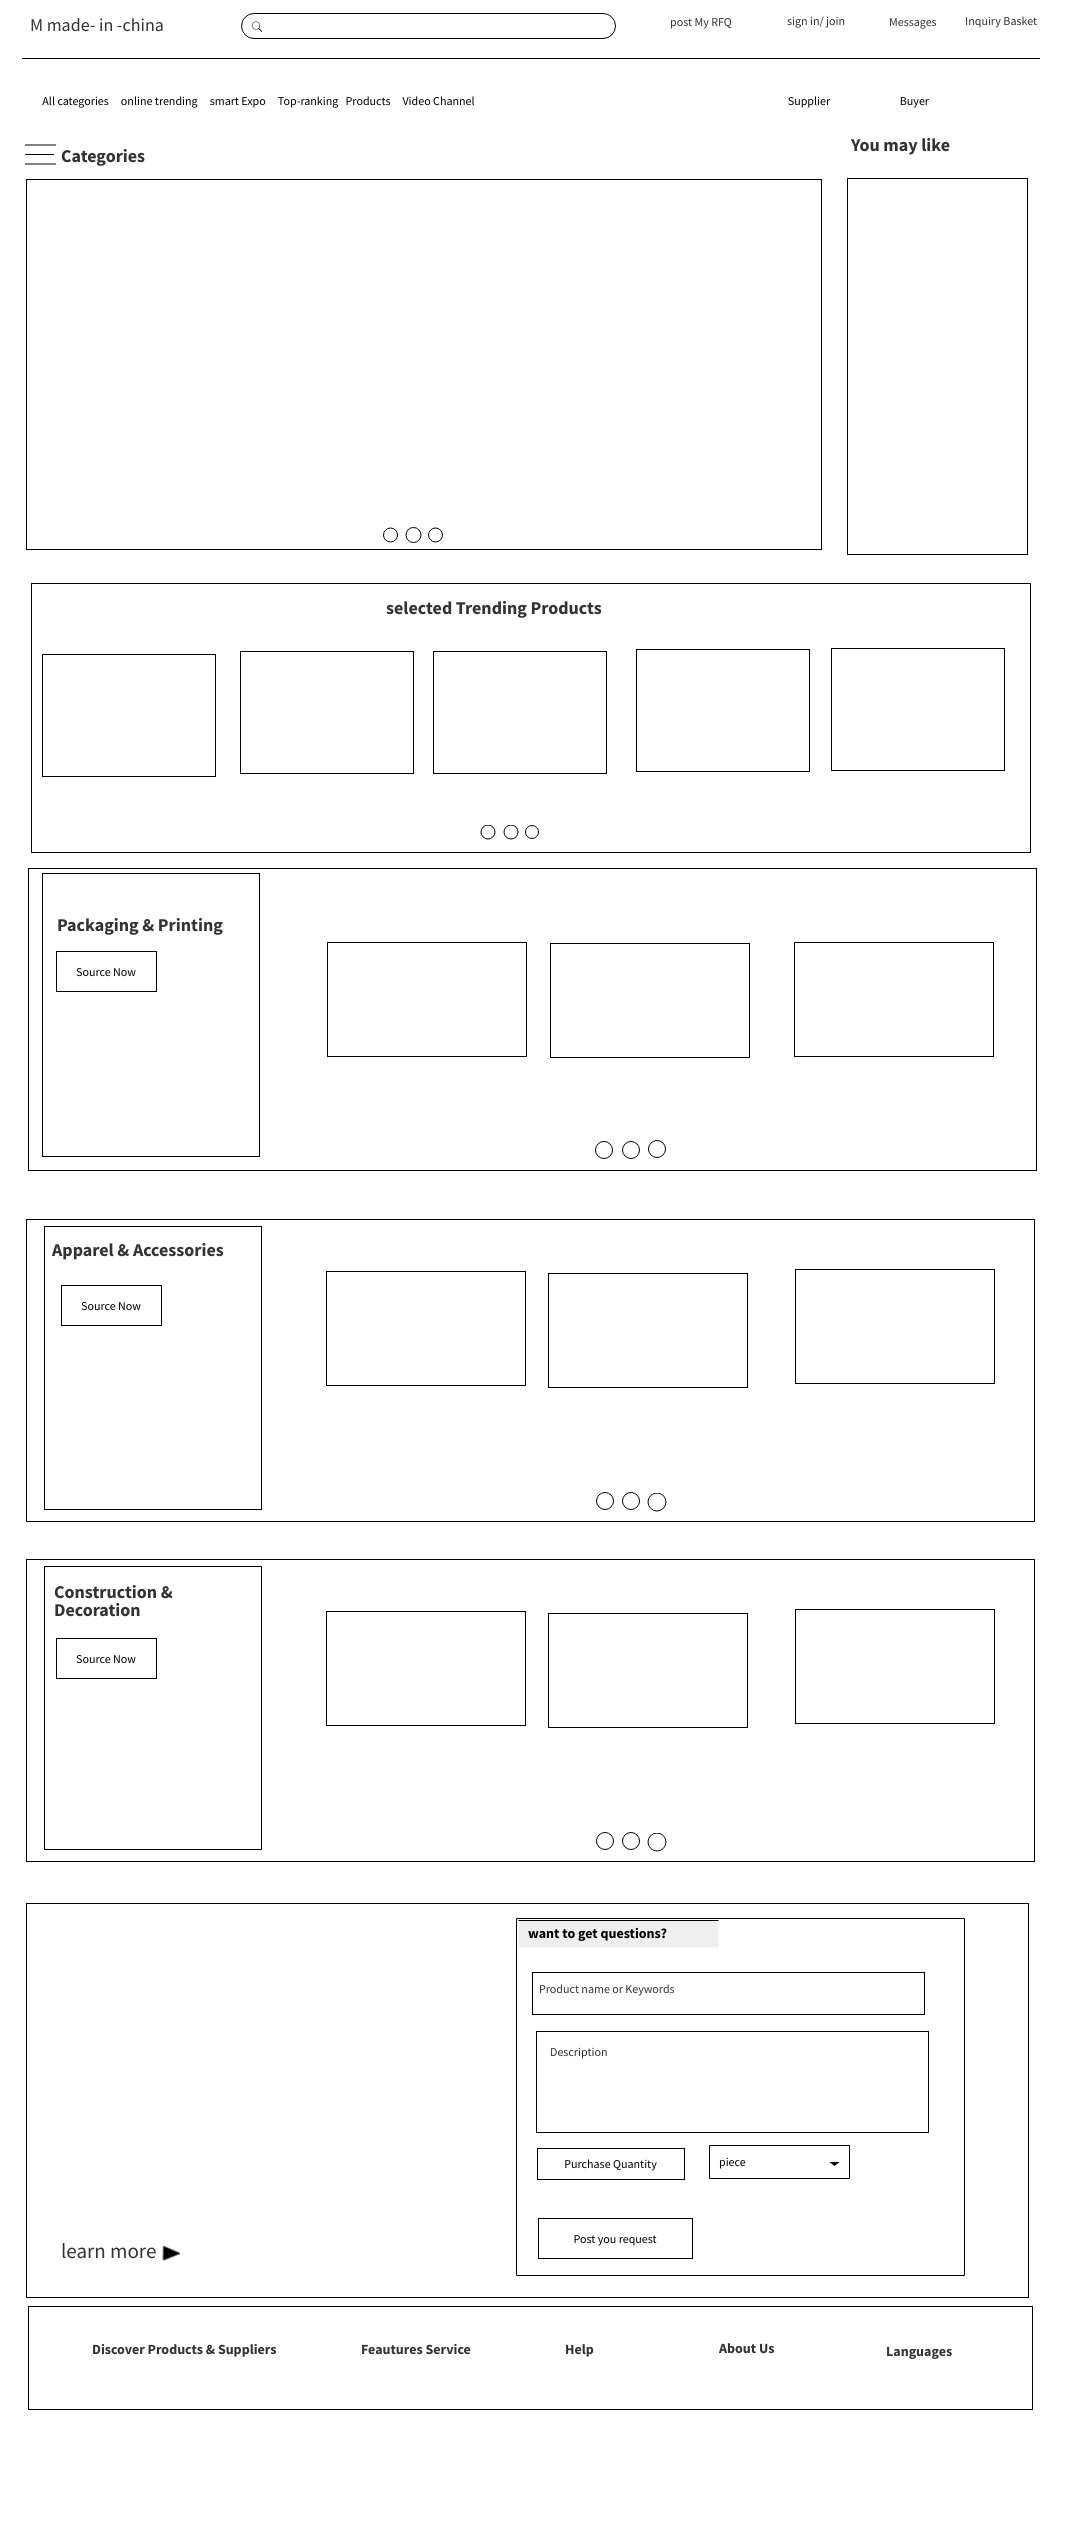 M made- in -china
post My RFQ
sign in/ join
Messages
Inquiry Basket
All categories online trending smart Expo Top-ranking Products Video Channel
Supplier
Buyer
Categories
You may like
selected Trending Products
Packaging & Printing
Source Now
Apparel & Accessories
Source Now
Construction &
Decoration
Source Now
want to get questions?
Product name or Keywords
Description
Purchase Quantity
piece
Post you request
learn more
Discover Products & Suppliers
Feautures Service
Help
About Us
Languages